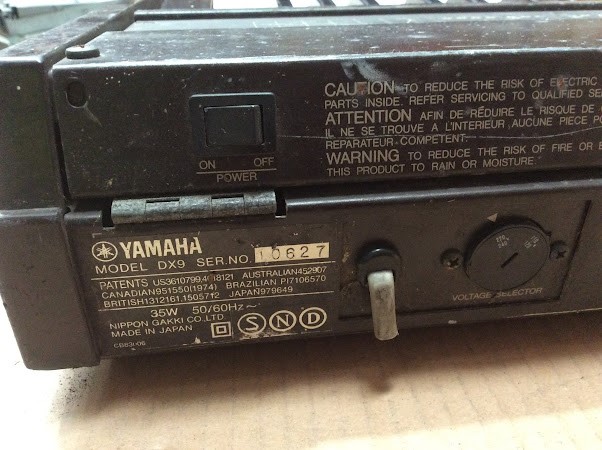 CAUTION TO REDUCE THE RISK OF ELECTRIC
PARTS INSIDE. REFER SERVICING TO QUALIFIED
ATTENTION AFIN DE RÉDUIRE LE RISQUE DE
IL NE SE TROUVE À L'INTERIEUR, AUCUNE PIECE
REPARATEUR COMPETENT.
WARNING TO REDUCE THE RISK OF FIRE OR
THIS PRODUCT TO RAIN OR MOISTURE.
ON OFF
POWER
YAMAHA
MODEL DX9 SER.NO. 10627
PATENTS US3610799, AUSTRALIAN452907
CANADIAN951550(1974) BRAZILIAN PI7106570
BRITISH1312161,1505712 JAPAN979649
35W 50/60Hz~
NIPPON GAKKI CO.,LTD
MADE IN JAPAN
S N D
VOLTAGE SELECTOR